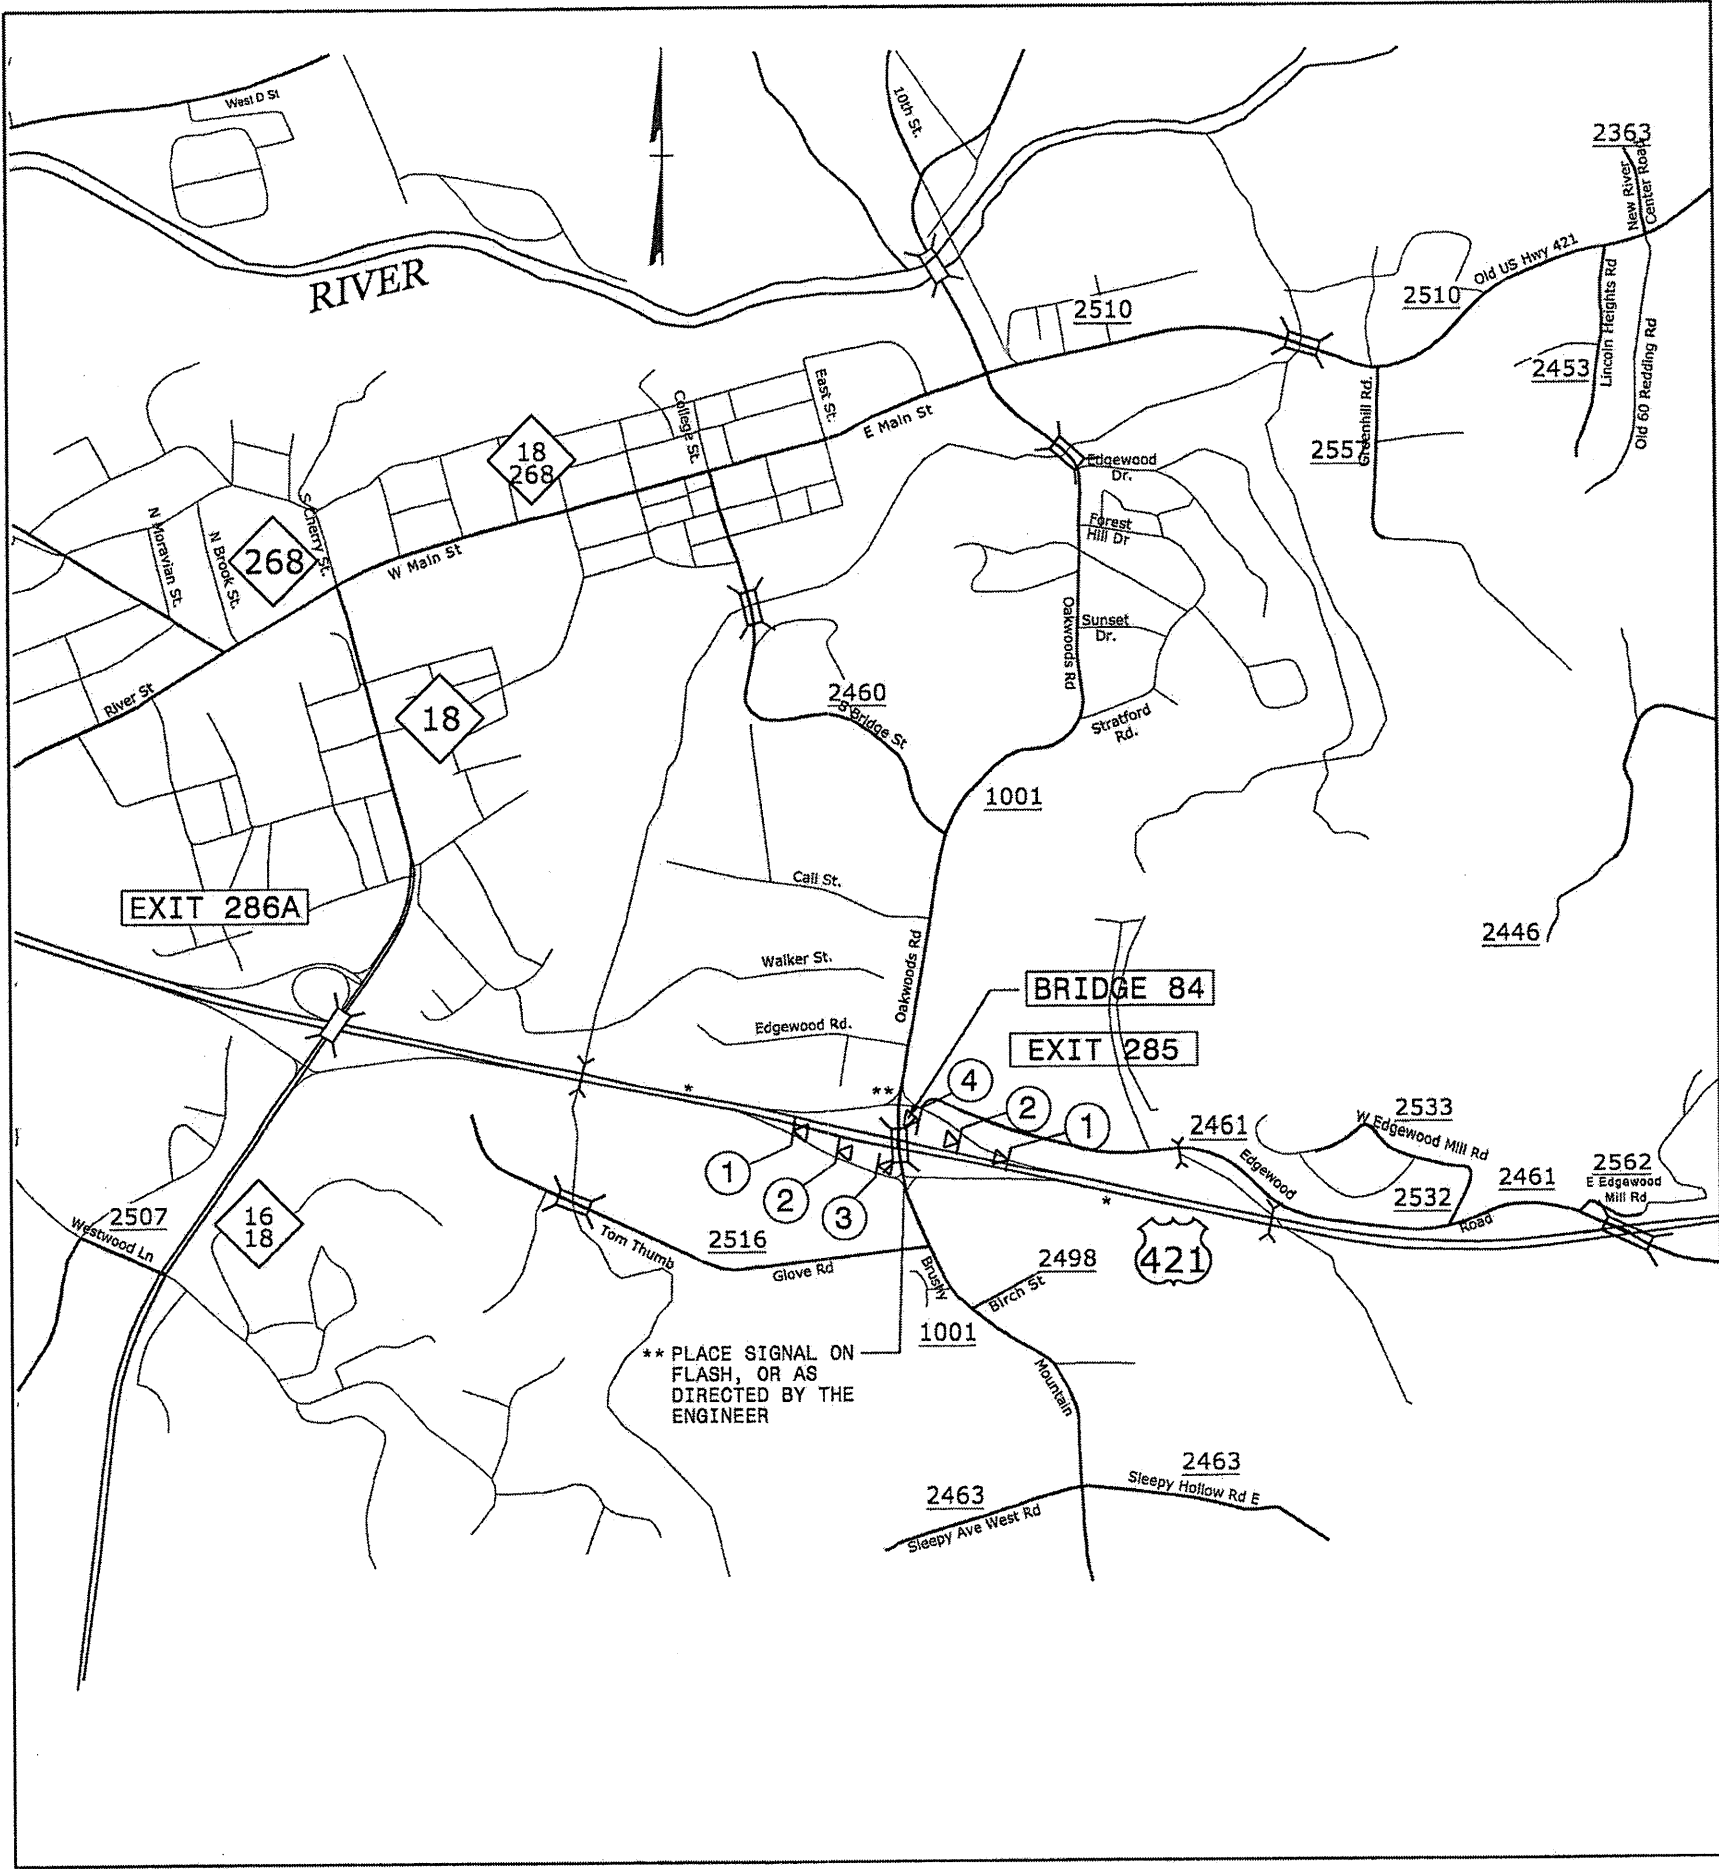 West D St
10th St.
2363
New River
Center Road
RIVER
Old US Hwy 421
2510
2510
Lincoln Heights Rd
Old 60 Redding Rd
2453
East St.
College St.
E Main St
Greenhill Rd.
2557
18
268
Edgewood
Dr.
Forest
Hill Dr
S Cherry St.
N Moravian St.
N Brook St.
268
W Main St
Oakwoods Rd
Sunset
Dr.
River St
18
2460
S Bridge St
Stratford
Rd.
1001
Call St.
EXIT 286A
2446
Walker St.
Oakwoods Rd
BRIDGE 84
Edgewood Rd.
EXIT 285
*
**
4
2
1
2461
2533
W Edgewood Mill Rd
Edgewood
2562
E Edgewood
Mill Rd
2461
2532
Road
1
2
3
*
2507
Westwood Ln
16
18
Tom Thumb
2516
Glove Rd
Brushy
2498
Birch St
421
1001
** PLACE SIGNAL ON
FLASH, OR AS
DIRECTED BY THE
ENGINEER
Mountain
2463
Sleepy Hollow Rd E
2463
Sleepy Ave West Rd